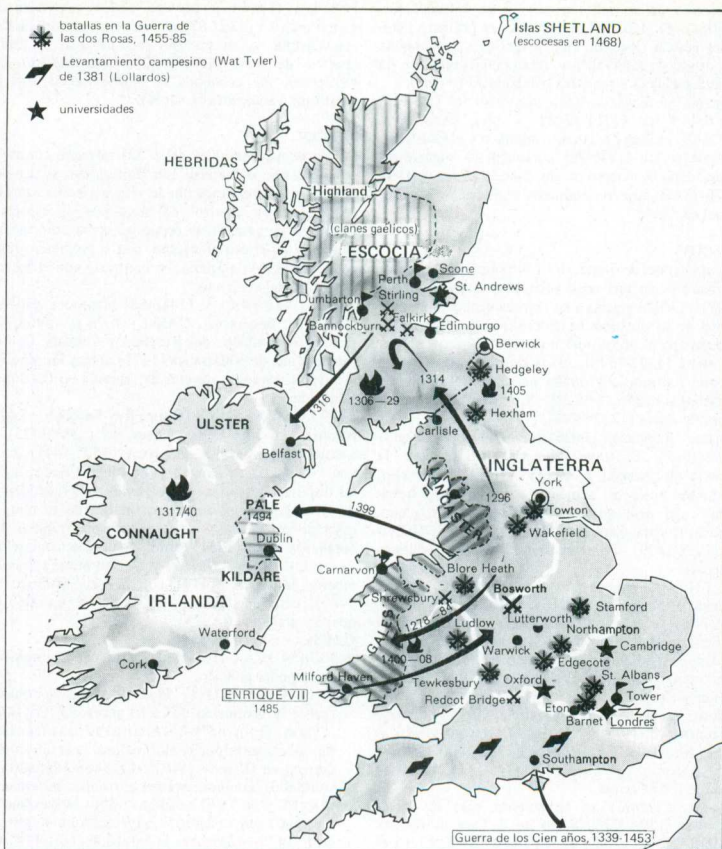 batallas en la Guerra de
las dos Rosas, 1455-85
Levantamiento campesino (Wat Tyler)
de 1381 (Lollardos)
universidades
Islas SHETLAND
(escocesas en 1468)
HEBRIDAS
Highland
(clanes gaélicos)
ESCOCIA
Scone
Perth
St. Andrews
Stirling
Dumbarton
Falkirk
Bannockburn
Edimburgo
Berwick
Hedgeley
1314
1405
1306—29
1316
Hexham
Carlisle
ULSTER
Belfast
INGLATERRA
York
LANCASTER
1296
Towton
Wakefield
1317/40
PALE
1494
1399
CONNAUGHT
Dublin
KILDARE
Carnarvon
Blore Heath
Bosworth
Shrewsbury
Stamford
IRLANDA
GALES
1278—84
Lutterworth
Ludlow
Northampton
Warwick
Cambridge
Waterford
1400—08
Edgecote
Cork
Milford Haven
Tewkesbury
Oxford
St. Albans
Tower
ENRIQUE VII
1485
Redcot Bridge
Eton
Barnet
Londres
Southampton
Guerra de los Cien años, 1339-1453